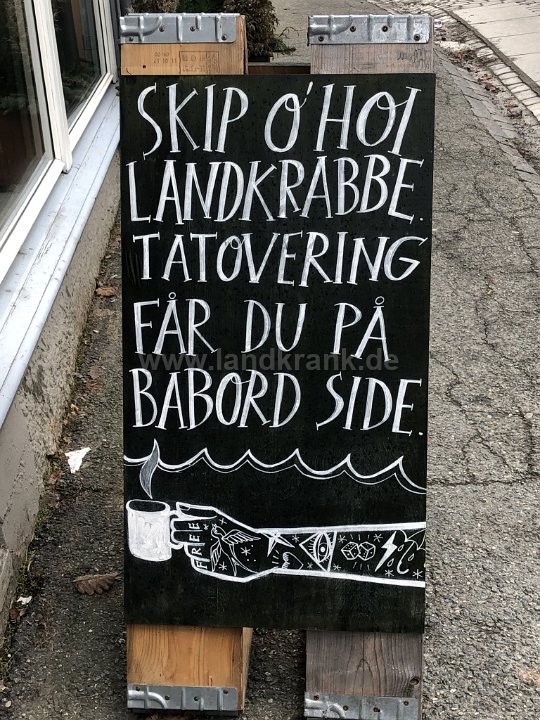 SKIP O'HOI
LANDKRABBE.
TATOVERING
FÅR DU PÅ
www.landkrank.de
BABORD SIDE.
FREE